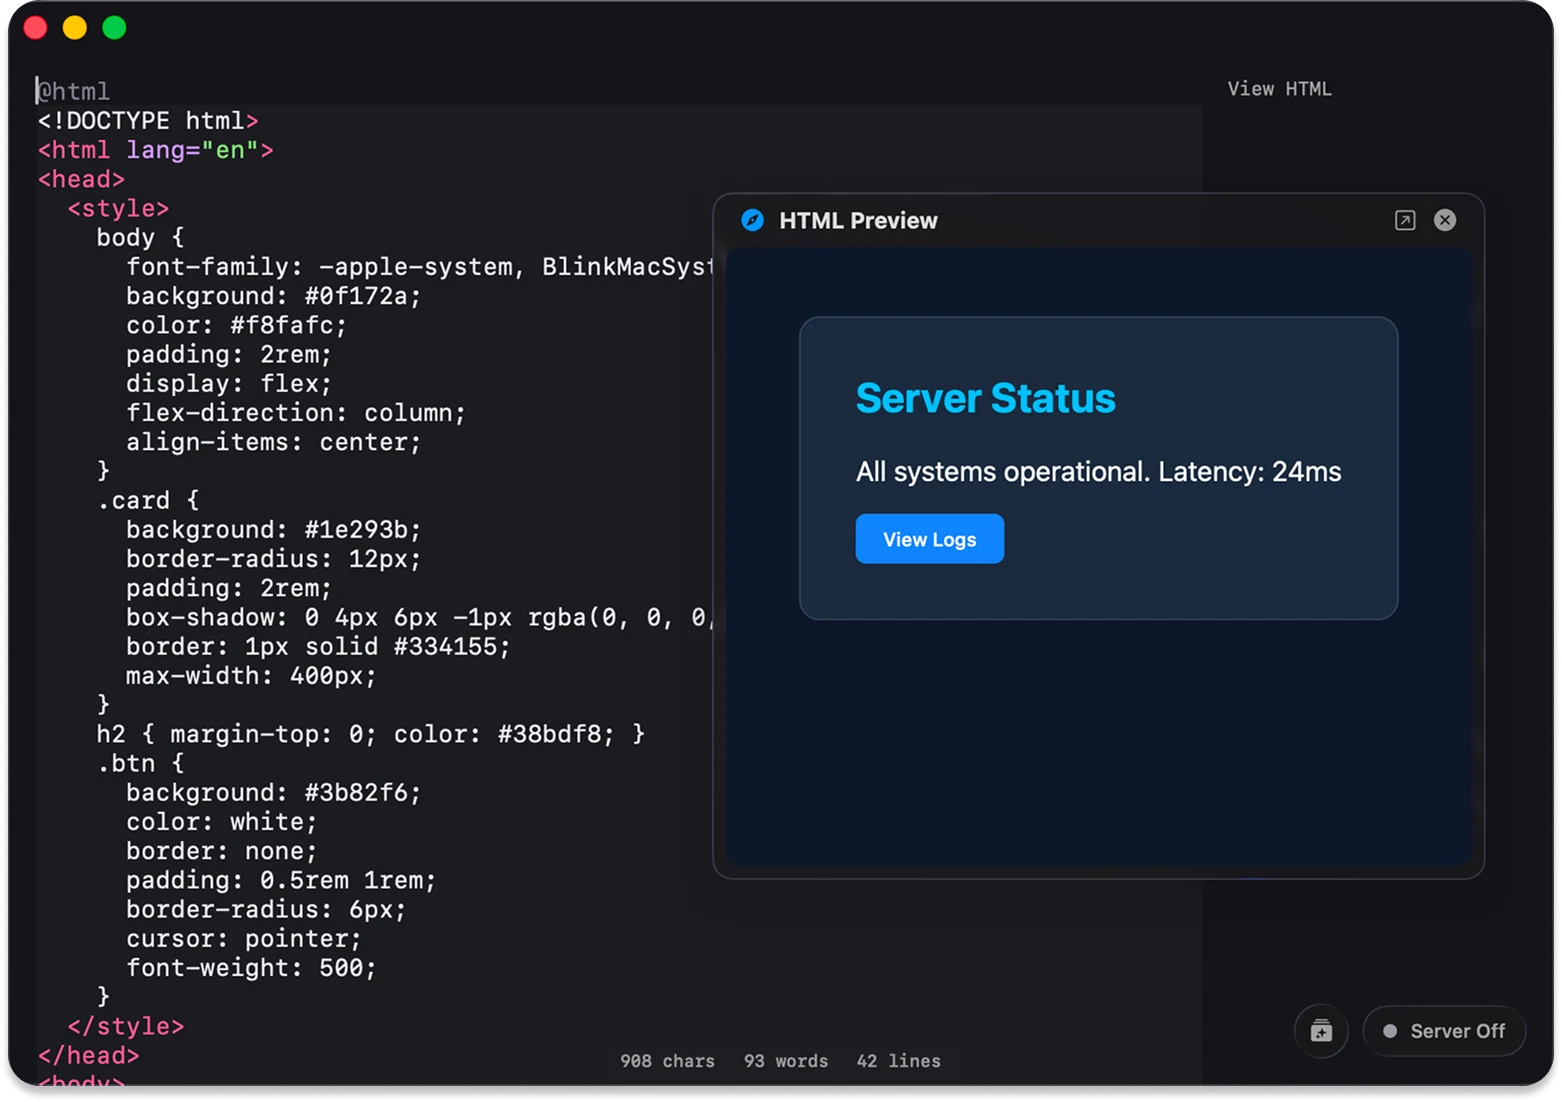 @html
<!DOCTYPE html>
<html lang="en">
<head>
<style>
body {
font-family: -apple-system, BlinkMacSyst
background: #0f172a;
color: #f8fafc;
padding: 2rem;
display: flex;
flex-direction: column;
align-items: center;
}
.card {
background: #1e293b;
border-radius: 12px;
padding: 2rem;
box-shadow: 0 4px 6px -1px rgba(0, 0, 0,
border: 1px solid #334155;
max-width: 400px;
}
h2 { margin-top: 0; color: #38bdf8; }
.btn {
background: #3b82f6;
color: white;
border: none;
padding: 0.5rem 1rem;
border-radius: 6px;
cursor: pointer;
font-weight: 500;
}
</style>
</head>
<body>
View HTML
HTML Preview
Server Status
All systems operational. Latency: 24ms
View Logs
908 chars 93 words 42 lines
Server Off